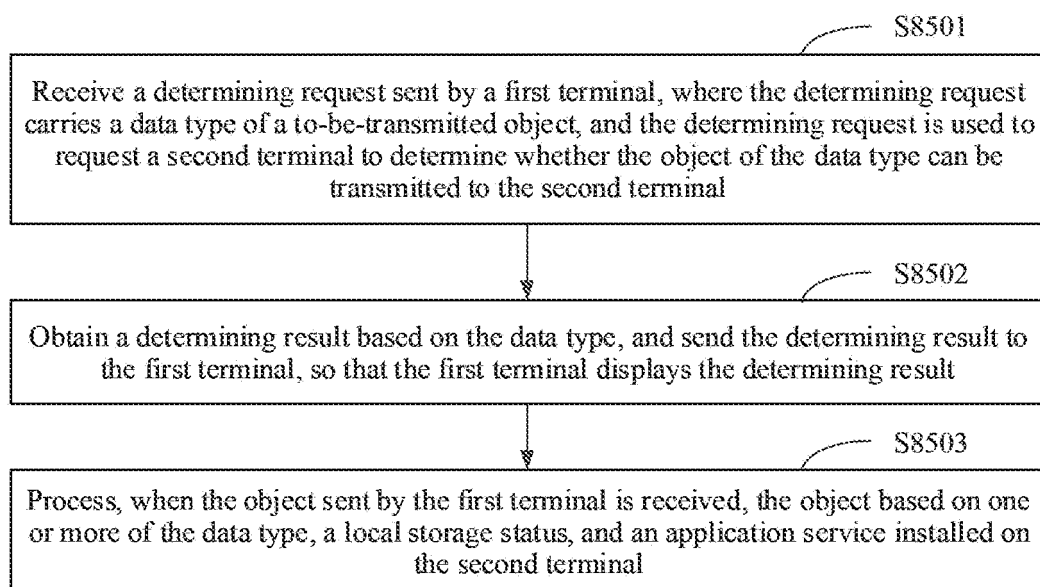 S8501
Receive a determining request sent by a first terminal, where the determining request
carries a data type of a to-be-transmitted object, and the determining request is used to
request a second terminal to determine whether the object of the data type can be
transmitted to the second terminal
S8502
Obtain a determining result based on the data type, and send the determining result to
the first terminal, so that the first terminal displays the determining result
S8503
Process, when the object sent by the first terminal is received, the object based on one
or more of the data type, a local storage status, and an application service installed on
the second terminal